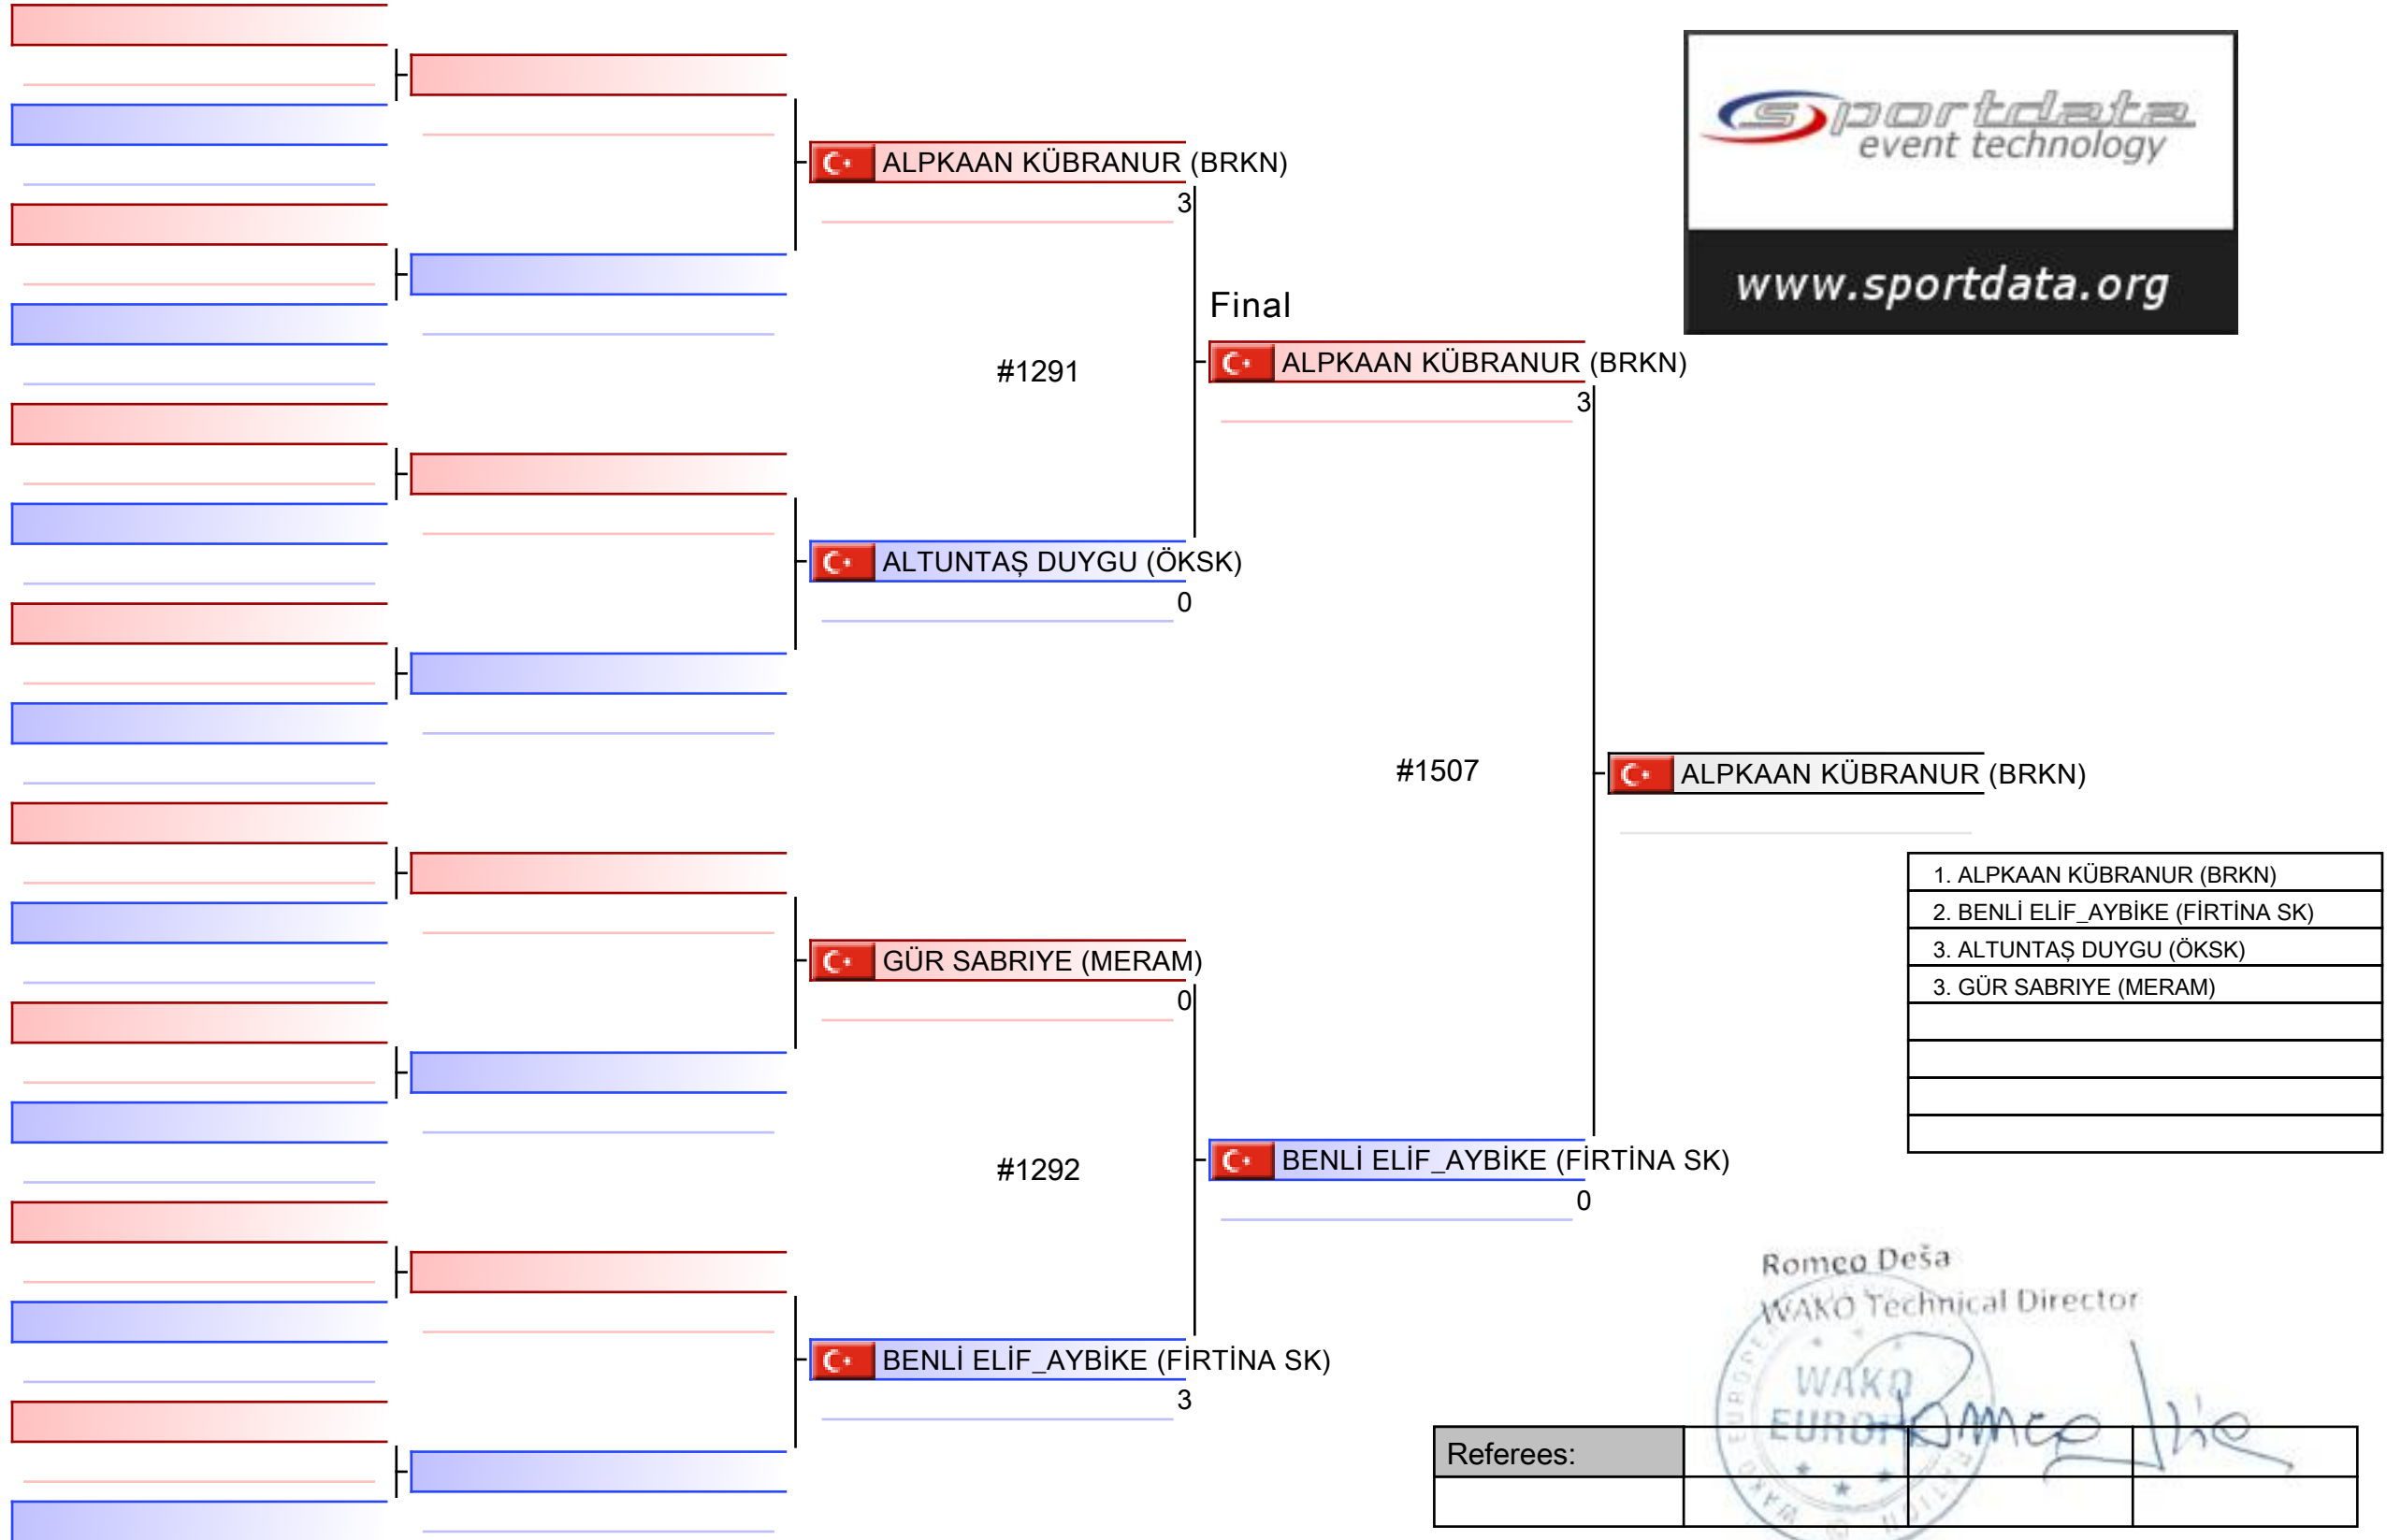 sportdata
event technology
www.sportdata.org
ALPKAAN KÜBRANUR (BRKN)
3
Final
#1291
ALPKAAN KÜBRANUR (BRKN)
3
ALTUNTAŞ DUYGU (ÖKSK)
0
#1507
ALPKAAN KÜBRANUR (BRKN)
1. ALPKAAN KÜBRANUR (BRKN)
2. BENLİ ELİF_AYBİKE (FİRTİNA SK)
3. ALTUNTAŞ DUYGU (ÖKSK)
3. GÜR SABRIYE (MERAM)
GÜR SABRIYE (MERAM)
0
#1292
BENLİ ELİF_AYBİKE (FİRTİNA SK)
0
BENLİ ELİF_AYBİKE (FİRTİNA SK)
3
Romeo Deša
WAKO Technical Director
WAKO
EUROPE
Referees: